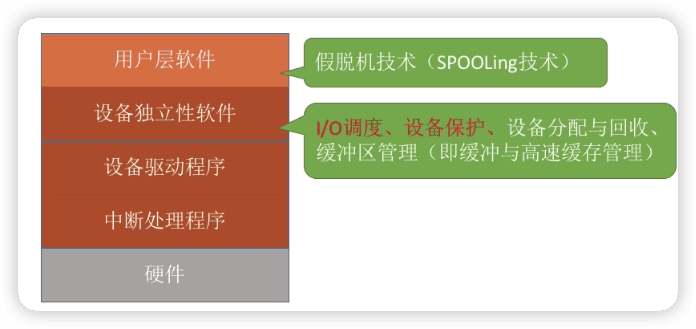 用户层软件
假脱机技术（SPOOLing技术）
设备独立性软件
I/O调度、设备保护、设备分配与回收、
缓冲区管理（即缓冲与高速缓存管理）
设备驱动程序
中断处理程序
硬件